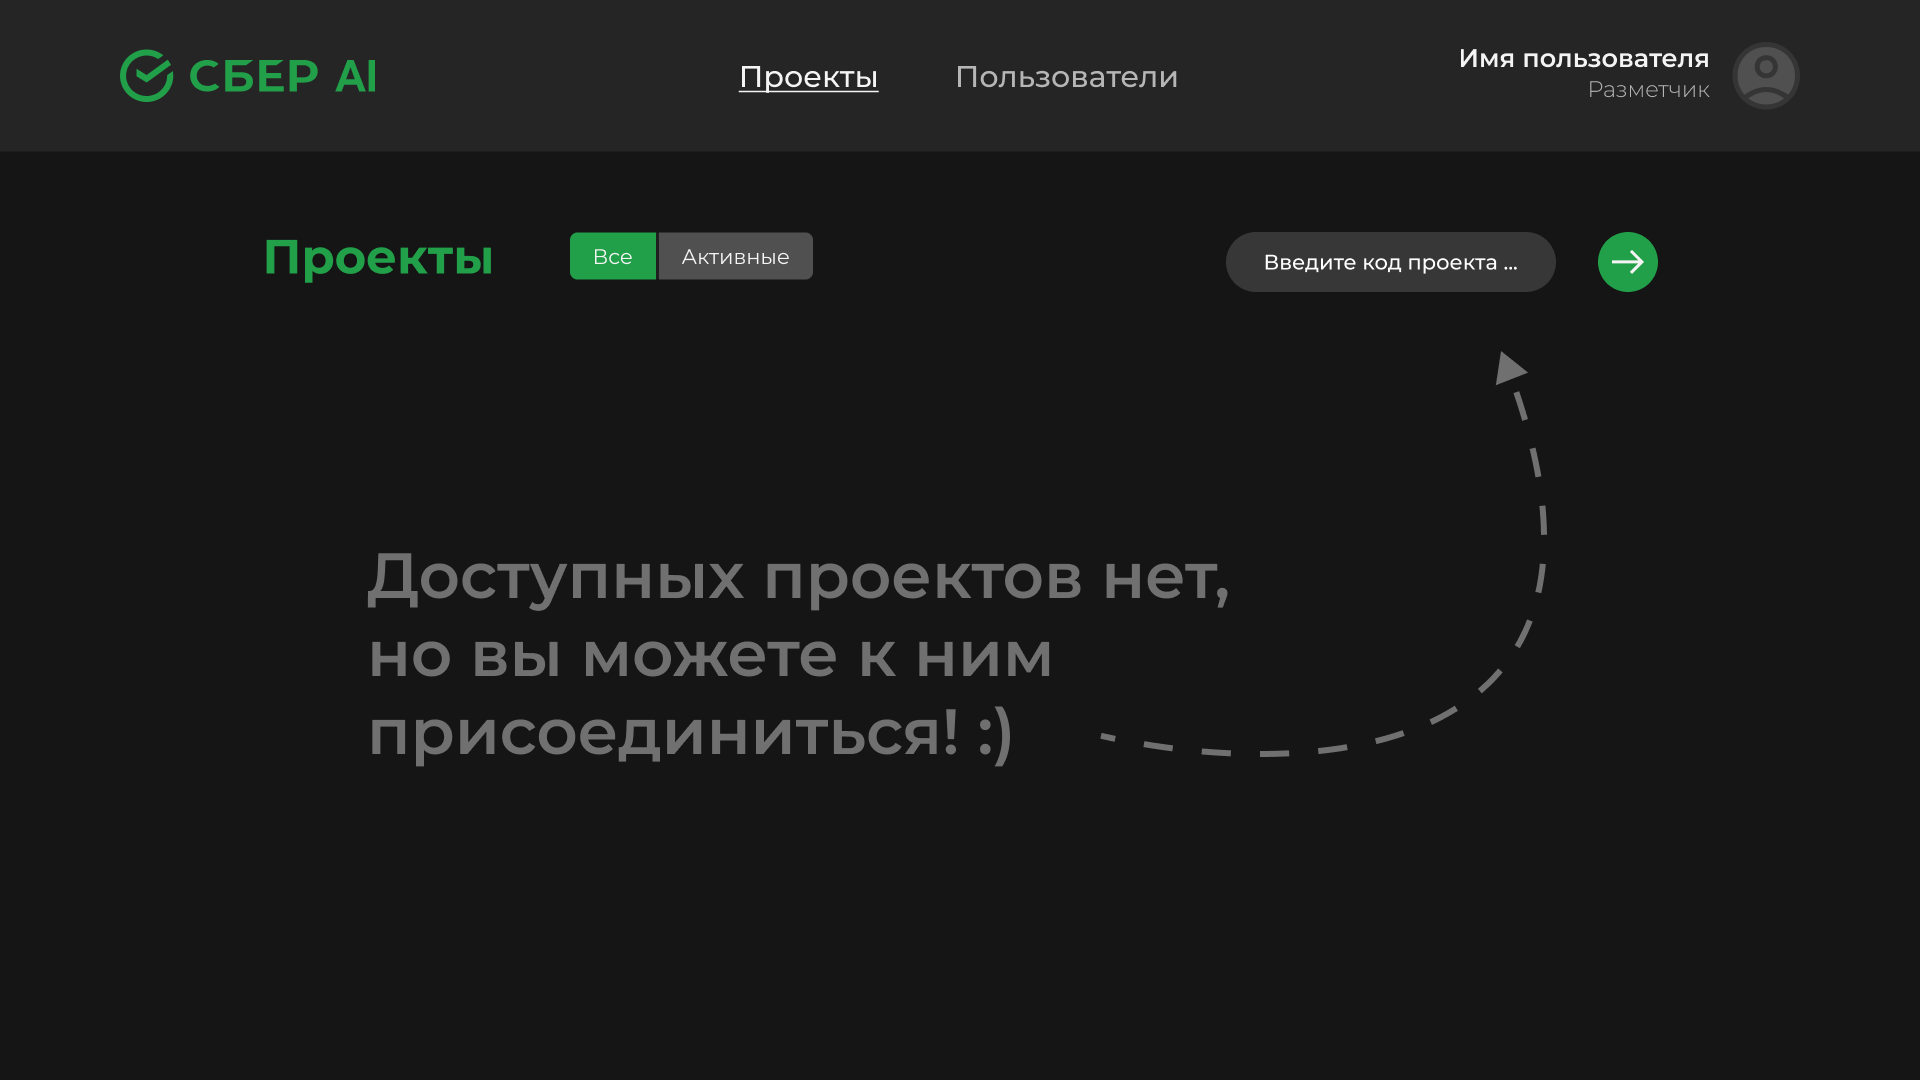 СБЕР AI
Проекты
Пользователи
Имя пользователя
Разметчик
Проекты
Все
Активные
Введите код проекта ...
Доступных проектов нет,
но вы можете к ним
присоединиться! :)